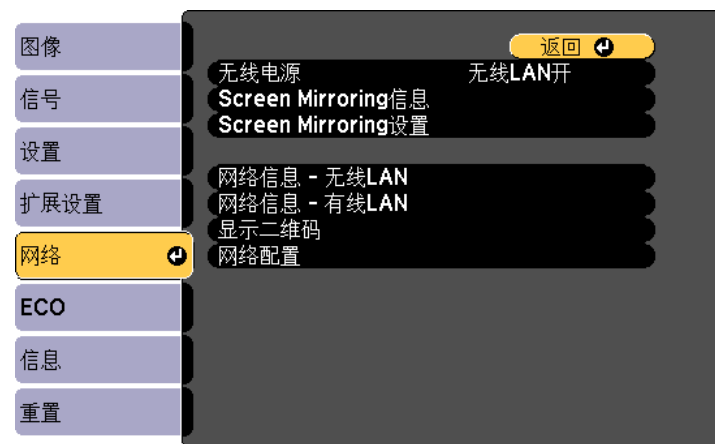 图像
信号
设置
扩展设置
网络
ECO
信息
重置
返回
无线电源 无线LAN开
Screen Mirroring信息
Screen Mirroring设置
网络信息 - 无线LAN
网络信息 - 有线LAN
显示二维码
网络配置